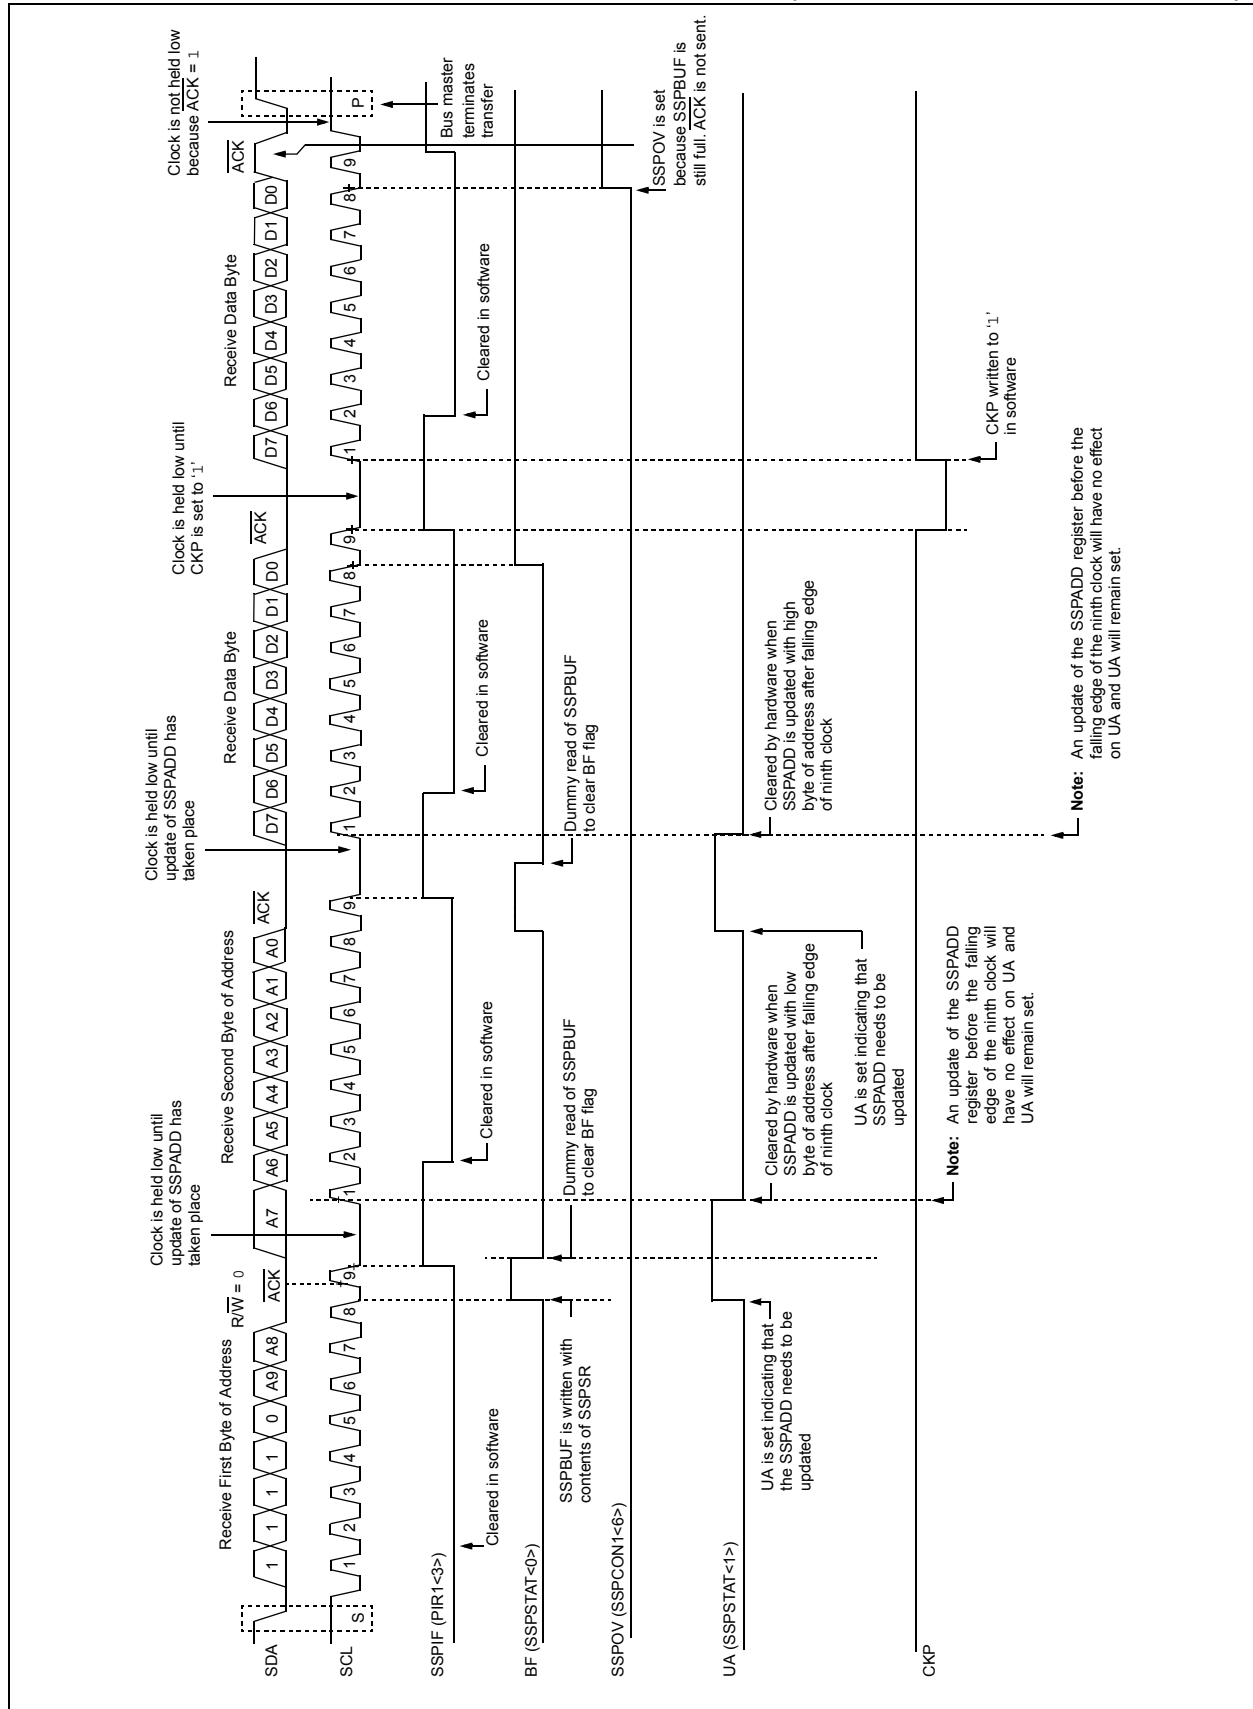 Receive First Byte of Address
R/W = 0
Clock is held low until
update of SSPADD has
taken place
Receive Second Byte of Address
Clock is held low until
update of SSPADD has
taken place
Receive Data Byte
Clock is held low until
CKP is set to '1'
Receive Data Byte
Clock is not held low
because ACK = 1
SDA
1 1 1 1 0 A9 A8 ACK A7 A6 A5 A4 A3 A2 A1 A0 ACK D7 D6 D5 D4 D3 D2 D1 D0 ACK D7 D6 D5 D4 D3 D2 D1 D0 ACK
SCL
S 1 2 3 4 5 6 7 8 9 1 2 3 4 5 6 7 8 9 1 2 3 4 5 6 7 8 9 1 2 3 4 5 6 7 8 9 P
Bus master
terminates
transfer
SSPIF (PIR1<3>)
Cleared in software
Cleared in software
Cleared in software
Cleared in software
BF (SSPSTAT<0>)
SSPBUF is written with
contents of SSPSR
Dummy read of SSPBUF
to clear BF flag
Dummy read of SSPBUF
to clear BF flag
SSPOV (SSPCON1<6>)
SSPOV is set
because SSPBUF is
still full. ACK is not sent.
UA (SSPSTAT<1>)
UA is set indicating that
the SSPADD needs to be
updated
Cleared by hardware when
SSPADD is updated with low
byte of address after falling edge
of ninth clock
UA is set indicating that
SSPADD needs to be
updated
Cleared by hardware when
SSPADD is updated with high
byte of address after falling edge
of ninth clock
CKP
Note: An update of the SSPADD
register before the falling
edge of the ninth clock will
have no effect on UA and
UA will remain set.
Note: An update of the SSPADD register before the
falling edge of the ninth clock will have no effect
on UA and UA will remain set.
CKP written to '1'
in software